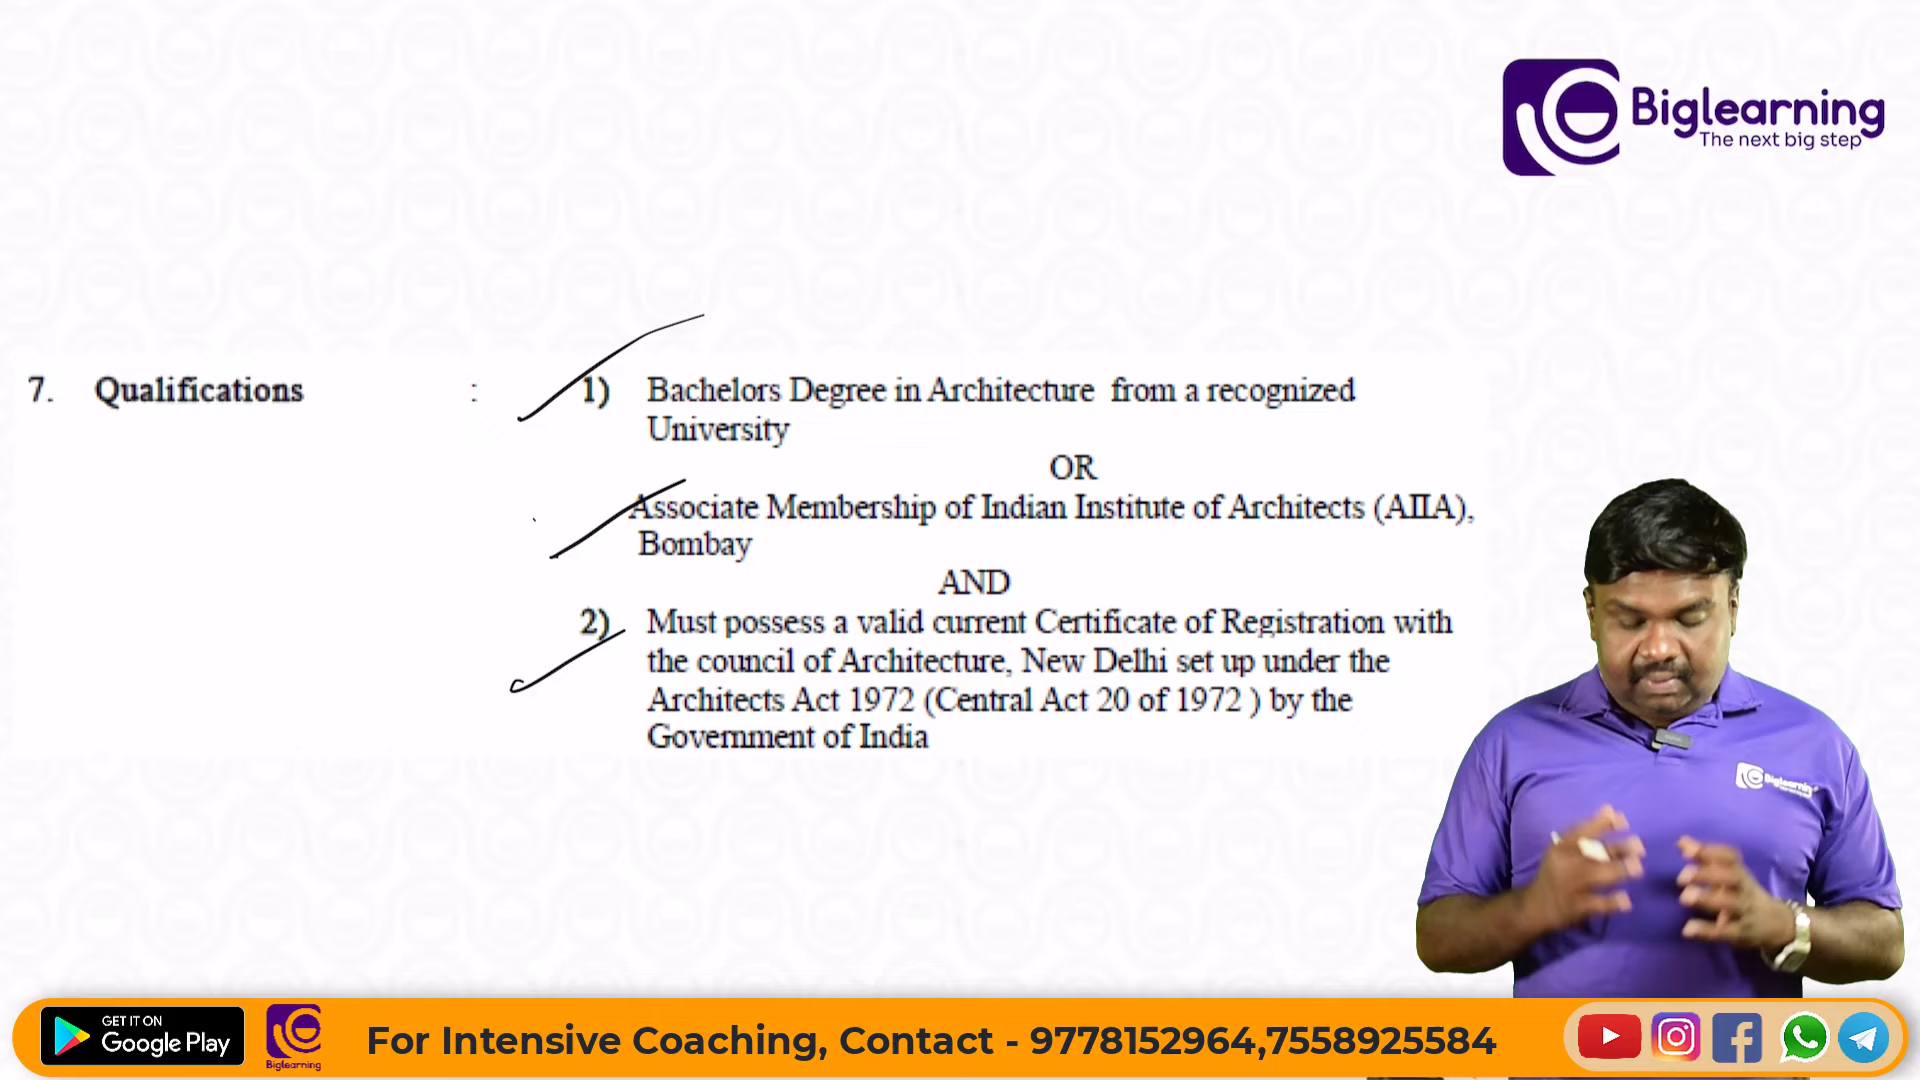 Biglearning
The next big step
7. Qualifications : 1) Bachelors Degree in Architecture from a recognized
University
OR
Associate Membership of Indian Institute of Architects (AIIA),
Bombay
AND
2) Must possess a valid current Certificate of Registration with
the council of Architecture, New Delhi set up under the
Architects Act 1972 (Central Act 20 of 1972 ) by the
Government of India
Biglearning
GET IT ON
Google Play
Biglearning
For Intensive Coaching, Contact - 9778152964,7558925584